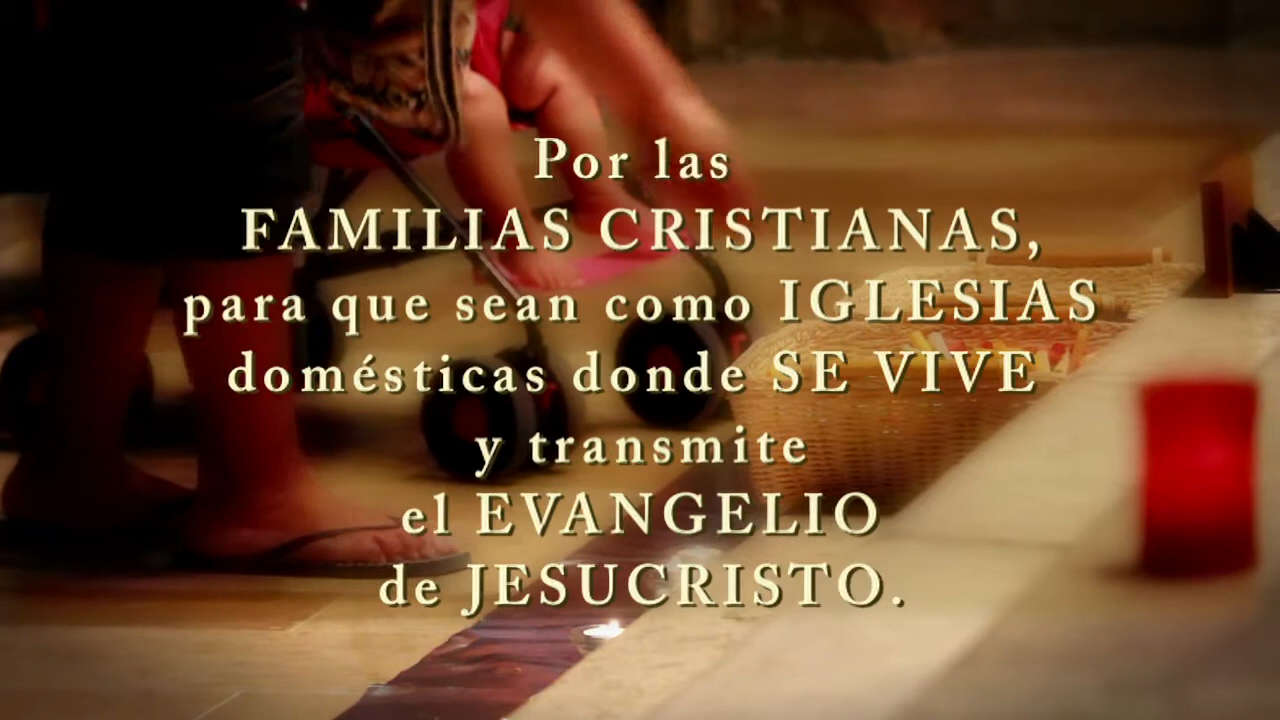 Por las
FAMILIAS CRISTIANAS,
para que sean como IGLESIAS
domésticas donde SE VIVE
y transmite
el EVANGELIO
de JESUCRISTO.